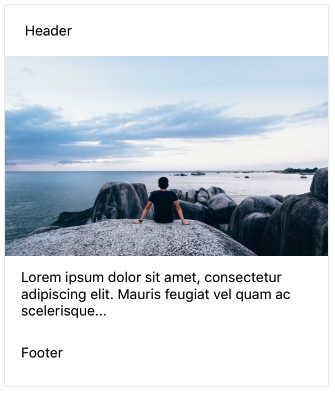 Header
Lorem ipsum dolor sit amet, consectetur
adipiscing elit. Mauris feugiat vel quam ac
scelerisque...
Footer